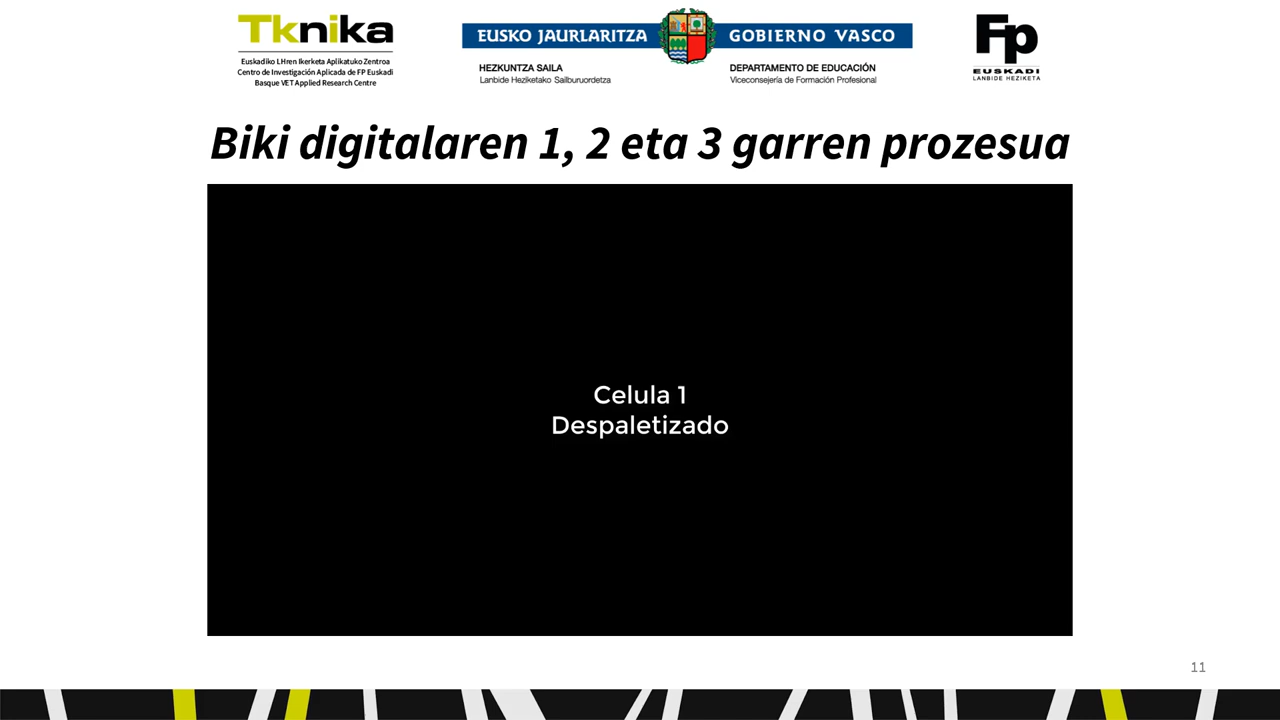 Tknika
Euskadiko LHren Ikerketa Aplikatuko Zentroa
Centro de Investigación Aplicada de FP Euskadi
Basque VET Applied Research Centre
EUSKO JAURLARITZA
GOBIERNO VASCO
HEZKUNTZA SAILA
Lanbide Heziketako Sailburuordetza
DEPARTAMENTO DE EDUCACIÓN
Viceconsejería de Formación Profesional
Fp
EUSKADI
LANBIDE HEZIKETA
Biki digitalaren 1, 2 eta 3 garren prozesua
Celula 1
Despaletizado
11